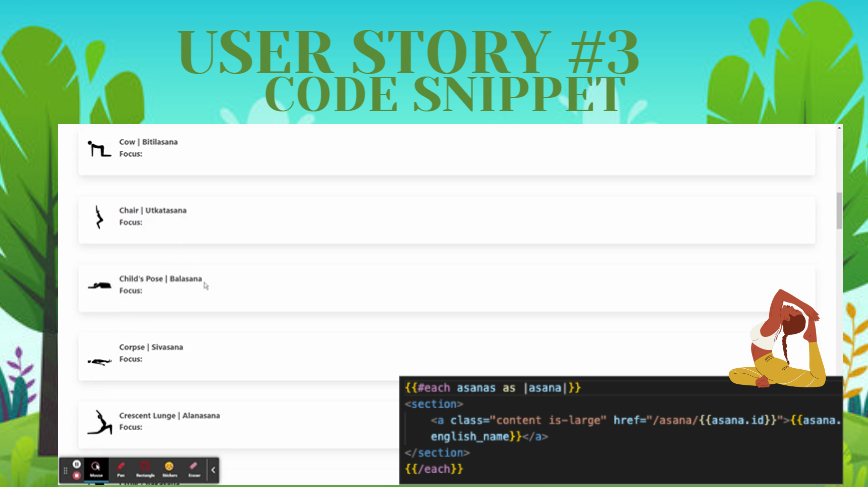 USER STORY #3
CODE SNIPPET
Cow | Bitilasana
Focus:
Chair | Utkatasana
Focus:
Child's Pose | Balasana
Focus:
Corpse | Sivasana
Focus:
Crescent Lunge | Alanasana
Focus:
{{#each asanas as |asana|}}
<section>
<a class="content is-large" href="/asana/{{asana.id}}">{{asana.
english_name}}</a>
</section>
{{/each}}
Mouse Pen Rectangle Stickers Eraser